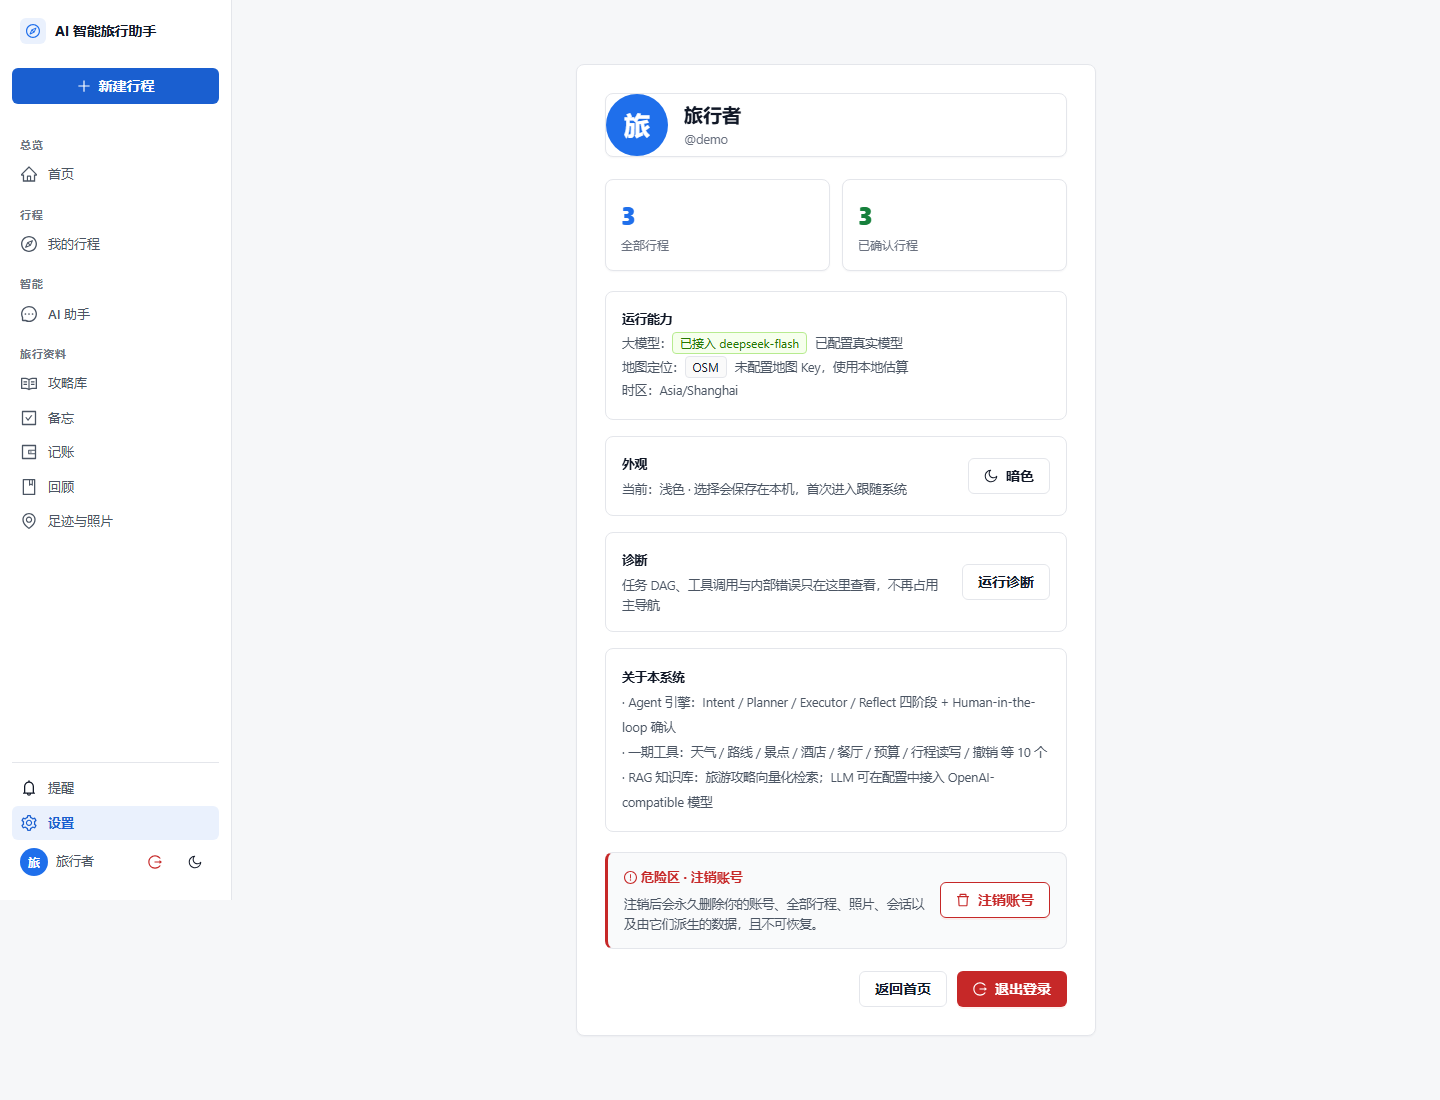 AI 智能旅行助手
新建行程
总览
首页
行程
我的行程
智能
AI 助手
旅行资料
攻略库
备忘
记账
回顾
足迹与照片
提醒
设置
旅 旅行者
旅
旅行者
@demo
3
全部行程
3
已确认行程
运行能力
大模型： 已接入 deepseek-flash 已配置真实模型
地图定位： OSM 未配置地图 Key，使用本地估算
时区：Asia/Shanghai
外观
当前：浅色 · 选择会保存在本机，首次进入跟随系统
暗色
诊断
任务 DAG、工具调用与内部错误只在这里查看，不再占用
主导航
运行诊断
关于本系统
· Agent 引擎：Intent / Planner / Executor / Reflect 四阶段 + Human-in-the-
loop 确认
· 一期工具：天气 / 路线 / 景点 / 酒店 / 餐厅 / 预算 / 行程读写 / 撤销 等 10 个
· RAG 知识库：旅游攻略向量化检索；LLM 可在配置中接入 OpenAI-
compatible 模型
危险区 · 注销账号
注销后会永久删除你的账号、全部行程、照片、会话以
及由它们派生的数据，且不可恢复。
注销账号
返回首页
退出登录